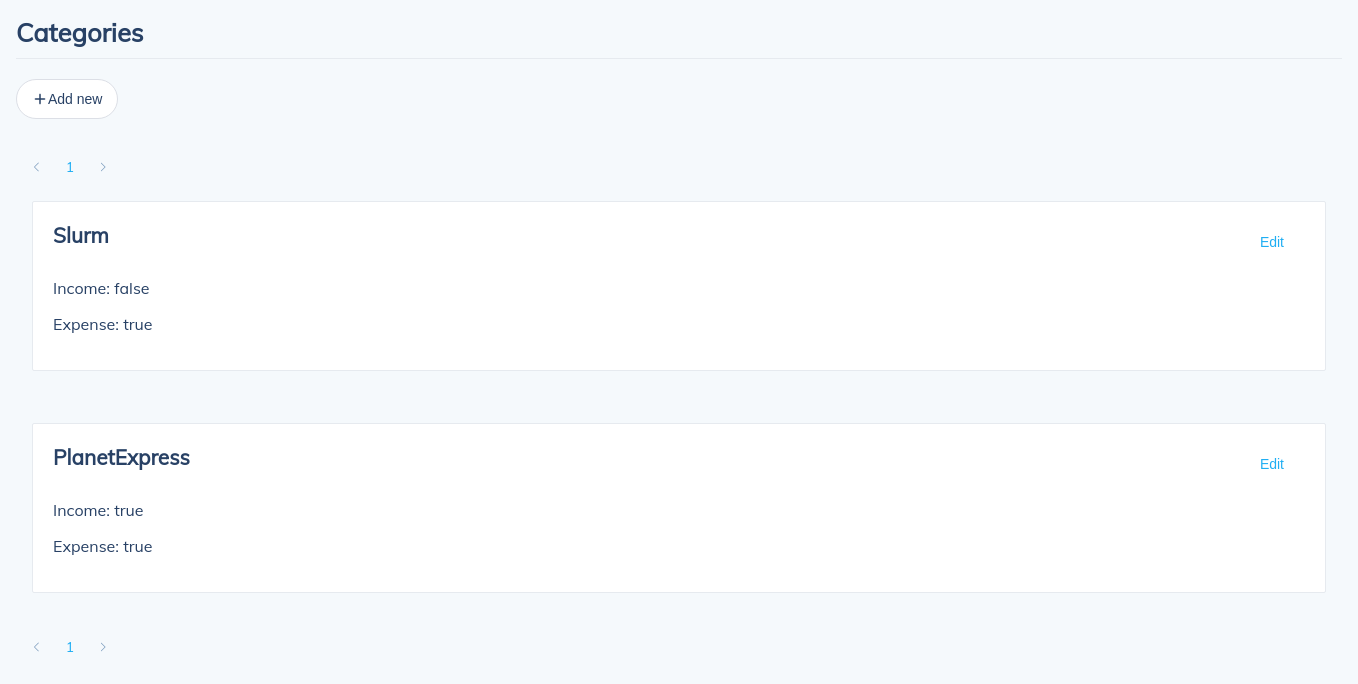 Categories
+ Add new
1
Slurm
Edit
Income: false
Expense: true
PlanetExpress
Edit
Income: true
Expense: true
1